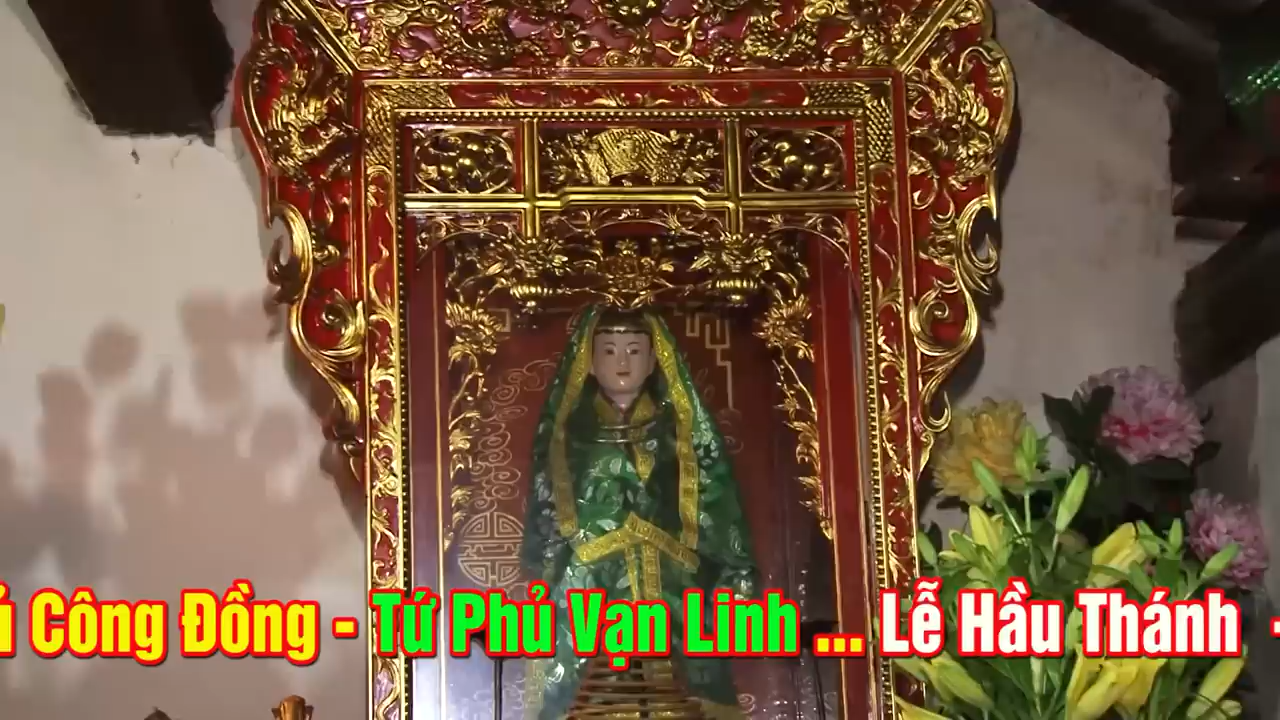 Công Đồng - Tứ Phủ Vạn Linh ... Lễ Hầu Thánh -